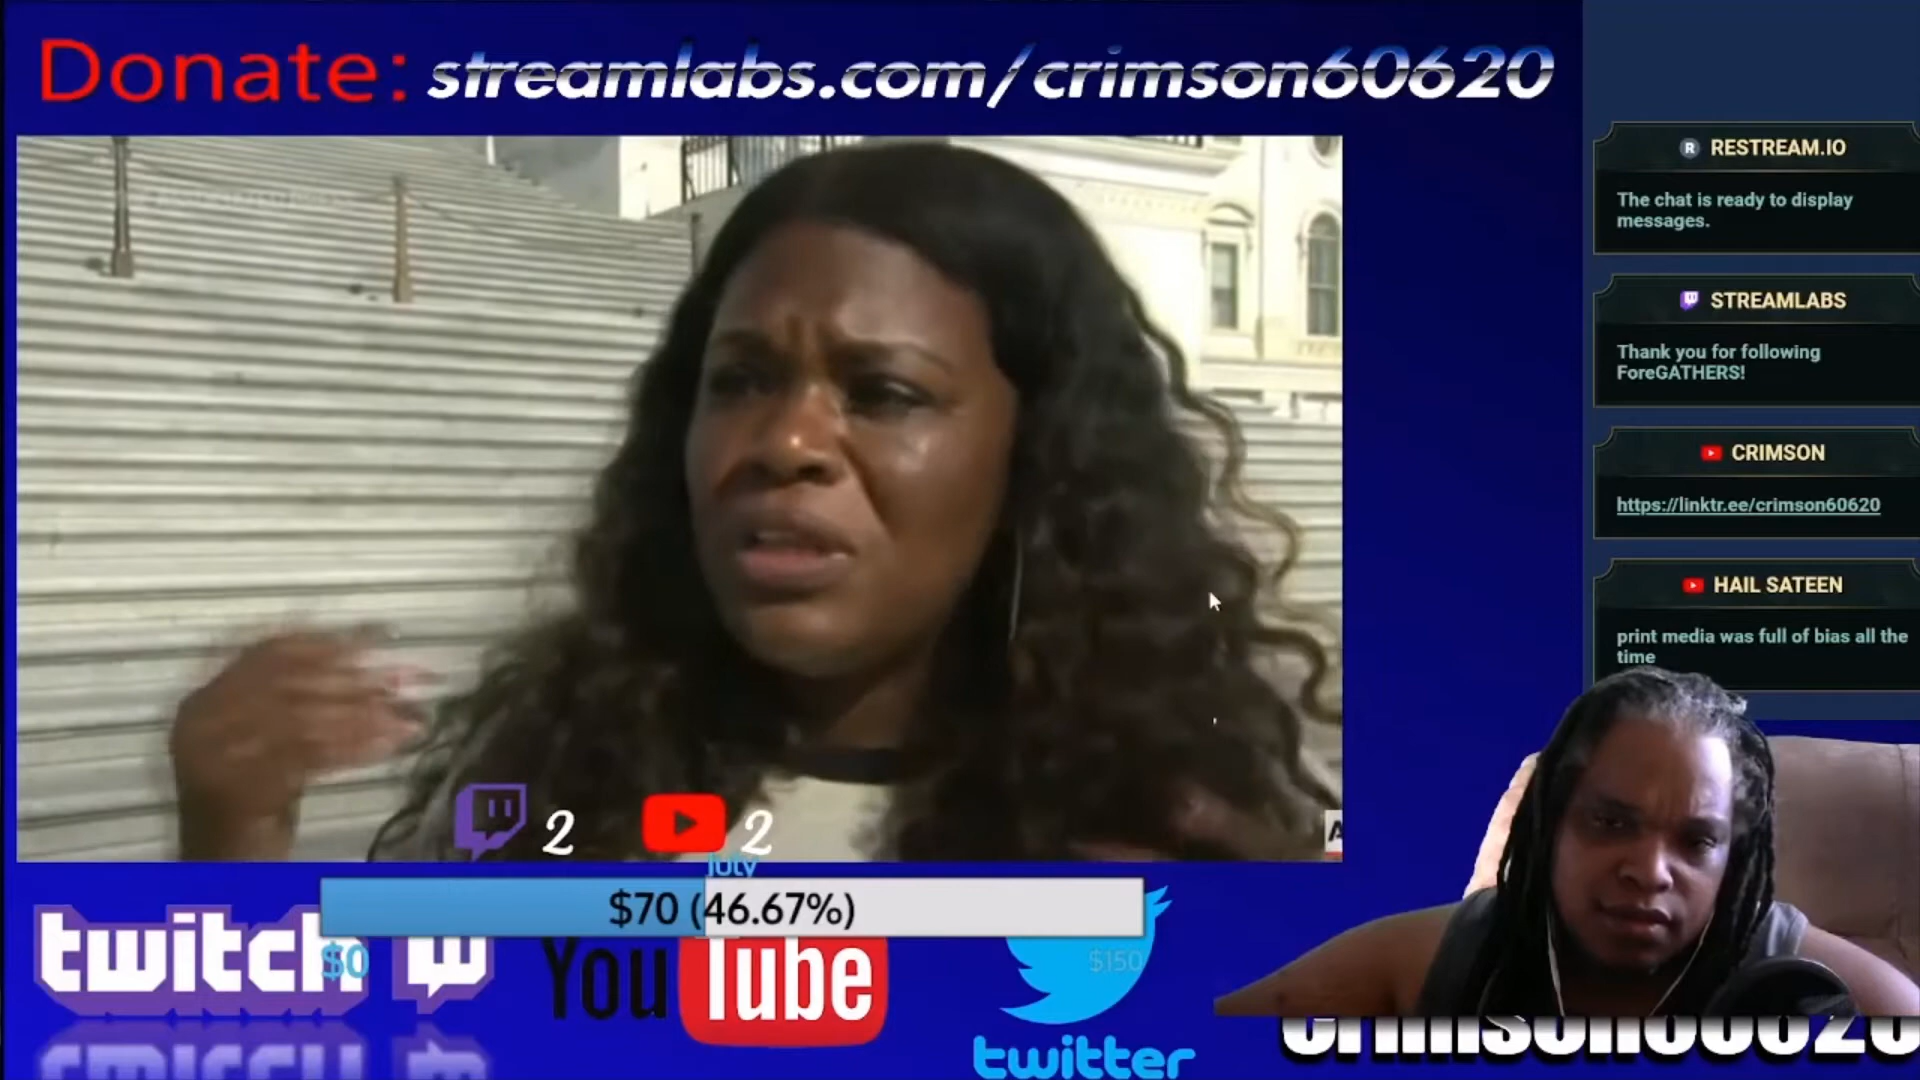 Donate: streamlabs.com/crimson60620
RESTREAM.IO
The chat is ready to display
messages.
STREAMLABS
Thank you for following
ForeGATHERS!
CRIMSON
https://linktr.ee/crimson60620
HAIL SATEEN
print media was full of bias all the
time
2
2
July
$70 (46.67%)
$0
$150
twitch
YouTube
twitter
crimson60620